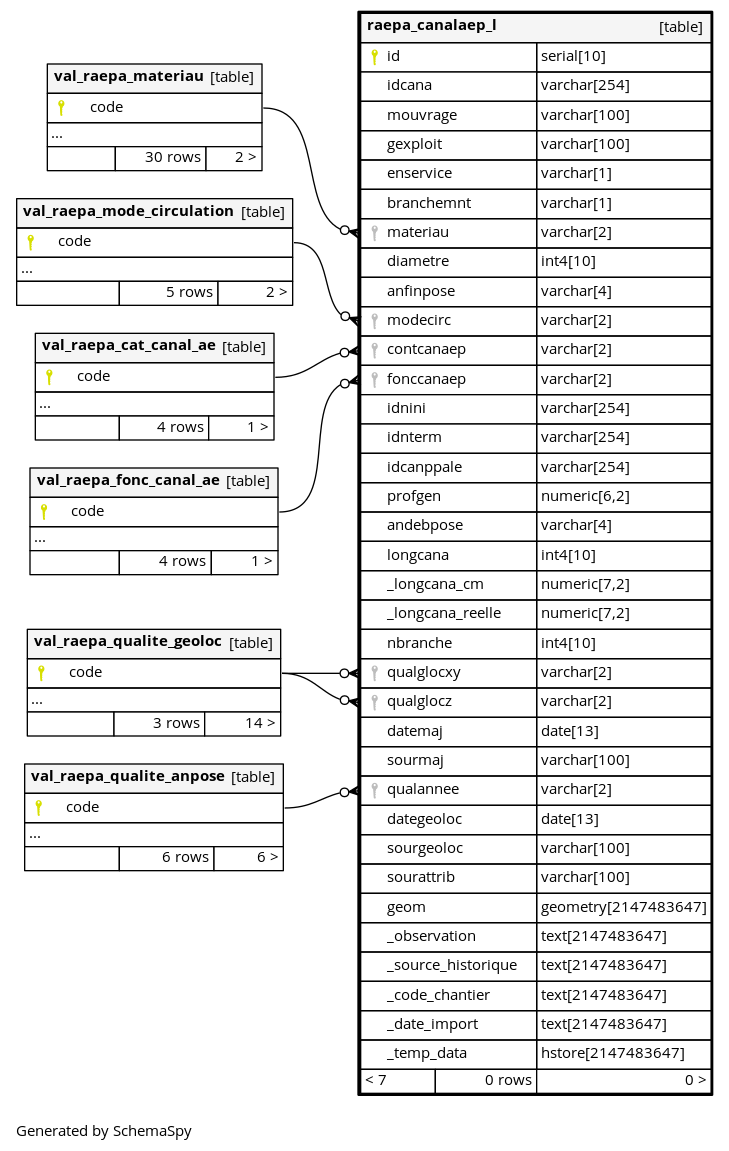 raepa_canalaep_l [table]
id serial[10]
idcana varchar[254]
mouvrage varchar[100]
gexploit varchar[100]
enservice varchar[1]
branchemnt varchar[1]
materiau varchar[2]
diametre int4[10]
anfinpose varchar[4]
modecirc varchar[2]
contcanaep varchar[2]
fonccanaep varchar[2]
idnini varchar[254]
idnterm varchar[254]
idcanppale varchar[254]
profgen numeric[6,2]
andebpose varchar[4]
longcana int4[10]
_longcana_cm numeric[7,2]
_longcana_reelle numeric[7,2]
nbranche int4[10]
qualglocxy varchar[2]
qualglocz varchar[2]
datemaj date[13]
sourmaj varchar[100]
qualannee varchar[2]
dategeoloc date[13]
sourgeoloc varchar[100]
sourattrib varchar[100]
geom geometry[2147483647]
_observation text[2147483647]
_source_historique text[2147483647]
_code_chantier text[2147483647]
_date_import text[2147483647]
_temp_data hstore[2147483647]
< 7 0 rows 0 >
val_raepa_materiau [table]
code
...
30 rows 2 >
val_raepa_mode_circulation [table]
code
...
5 rows 2 >
val_raepa_cat_canal_ae [table]
code
...
4 rows 1 >
val_raepa_fonc_canal_ae [table]
code
...
4 rows 1 >
val_raepa_qualite_geoloc [table]
code
...
3 rows 14 >
val_raepa_qualite_anpose [table]
code
...
6 rows 6 >
Generated by SchemaSpy